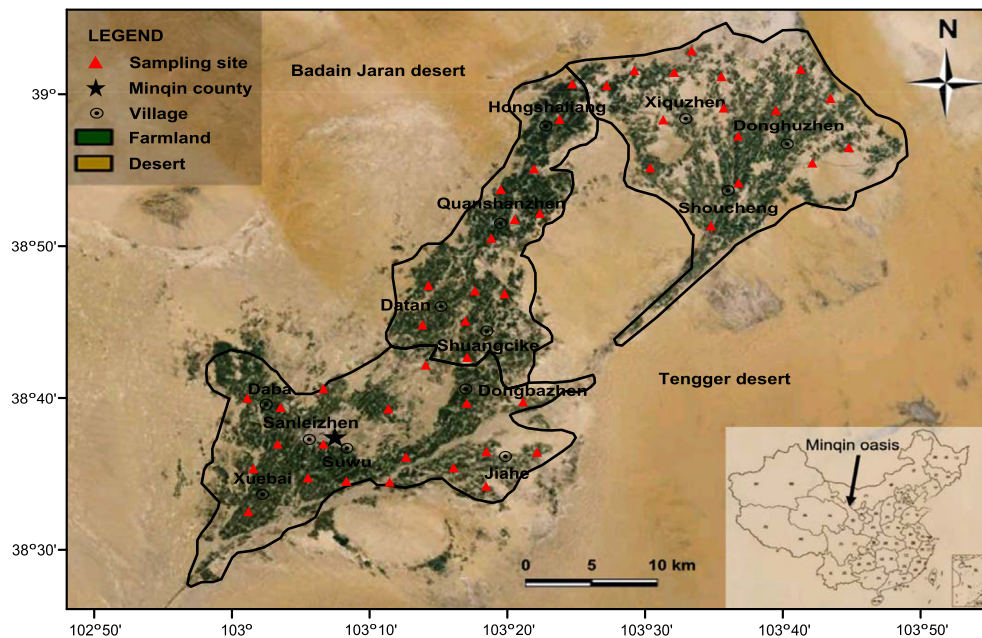 LEGEND
Sampling site
Minqin county
Village
Farmland
Desert
Badain Jaran desert
N
Hongshaliang
Xiquzhen
Donghuzhen
Quanshanzhen
Shoucheng
Datan
Shuangcike
Tengger desert
Daba
Dongbazhen
Sanleizhen
Suwu
Xuebai
Jiahe
Minqin oasis
0 5 10 km
39°
38°50'
38°40'
38°30'
102°50' 103° 103°10' 103°20' 103°30' 103°40' 103°50'